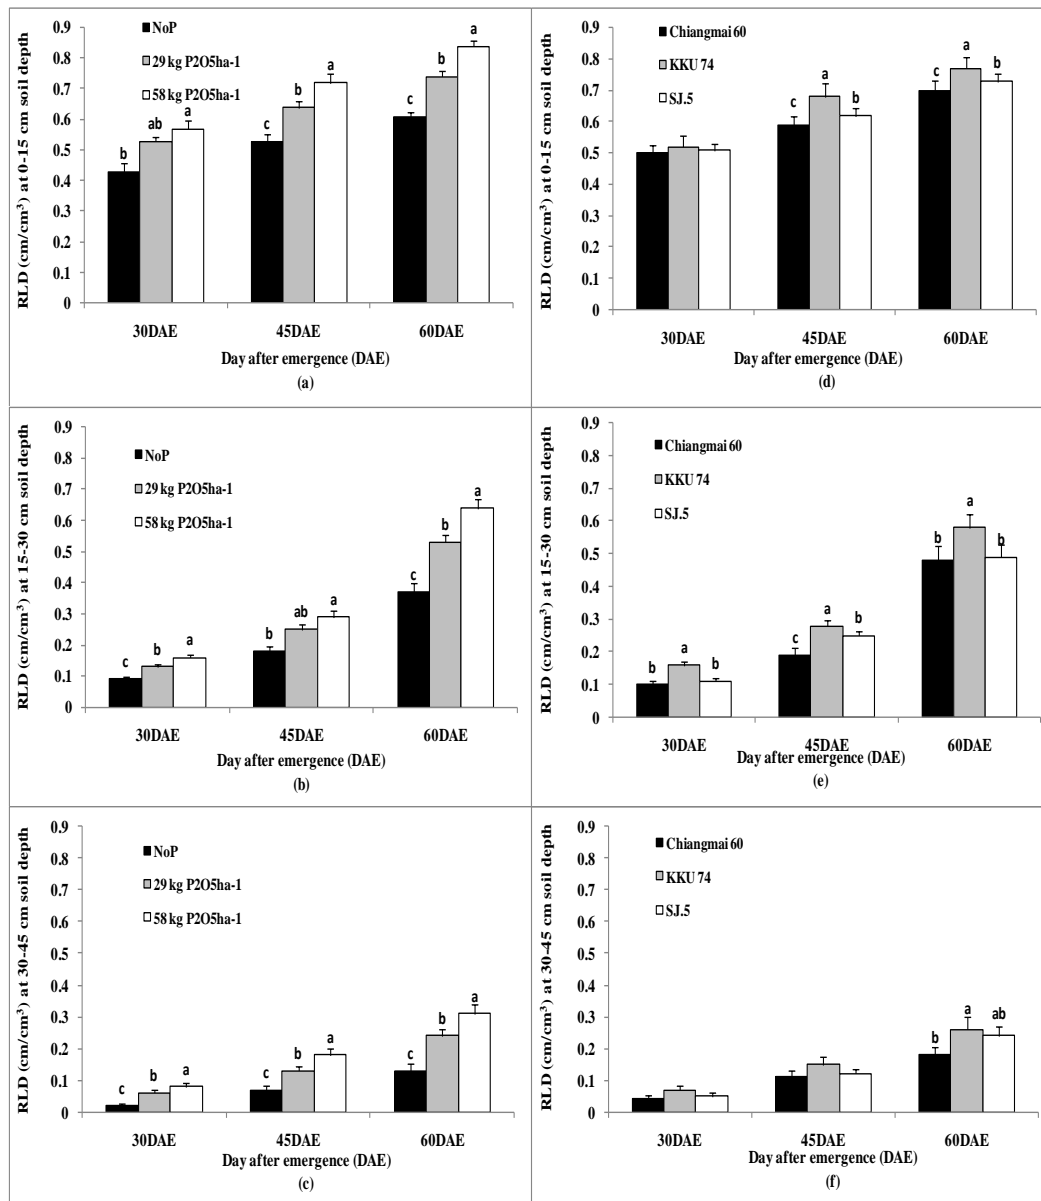 RLD (cm/cm³) at 0-15 cm soil depth
0.9
0.8
0.7
0.6
0.5
0.4
0.3
0.2
0.1
0
NoP
29 kg P2O5ha-1
58 kg P2O5ha-1
b ab a
c b a
c b a
30DAE 45DAE 60DAE
Day after emergence (DAE)
(a)
RLD (cm/cm³) at 0-15 cm soil depth
0.9
0.8
0.7
0.6
0.5
0.4
0.3
0.2
0.1
0
Chiangmai 60
KKU 74
SJ.5
c a b
c a b
30DAE 45DAE 60DAE
Day after emergence (DAE)
(d)
RLD (cm/cm³) at 15-30 cm soil depth
0.9
0.8
0.7
0.6
0.5
0.4
0.3
0.2
0.1
0
NoP
29 kg P2O5ha-1
58 kg P2O5ha-1
c b a
b ab a
c b a
30DAE 45DAE 60DAE
Day after emergence (DAE)
(b)
RLD (cm/cm³) at 15-30 cm soil depth
0.9
0.8
0.7
0.6
0.5
0.4
0.3
0.2
0.1
0
Chiangmai 60
KKU 74
SJ.5
b a b
c a b
b a b
30DAE 45DAE 60DAE
Day after emergence (DAE)
(e)
RLD (cm/cm³) at 30-45 cm soil depth
0.9
0.8
0.7
0.6
0.5
0.4
0.3
0.2
0.1
0
NoP
29 kg P2O5ha-1
58 kg P2O5ha-1
c b a
c b a
c b a
30DAE 45DAE 60DAE
Day after emergence (DAE)
(c)
RLD (cm/cm³) at 30-45 cm soil depth
0.9
0.8
0.7
0.6
0.5
0.4
0.3
0.2
0.1
0
Chiangmai 60
KKU 74
SJ.5
b a ab
30DAE 45DAE 60DAE
Day after emergence (DAE)
(f)